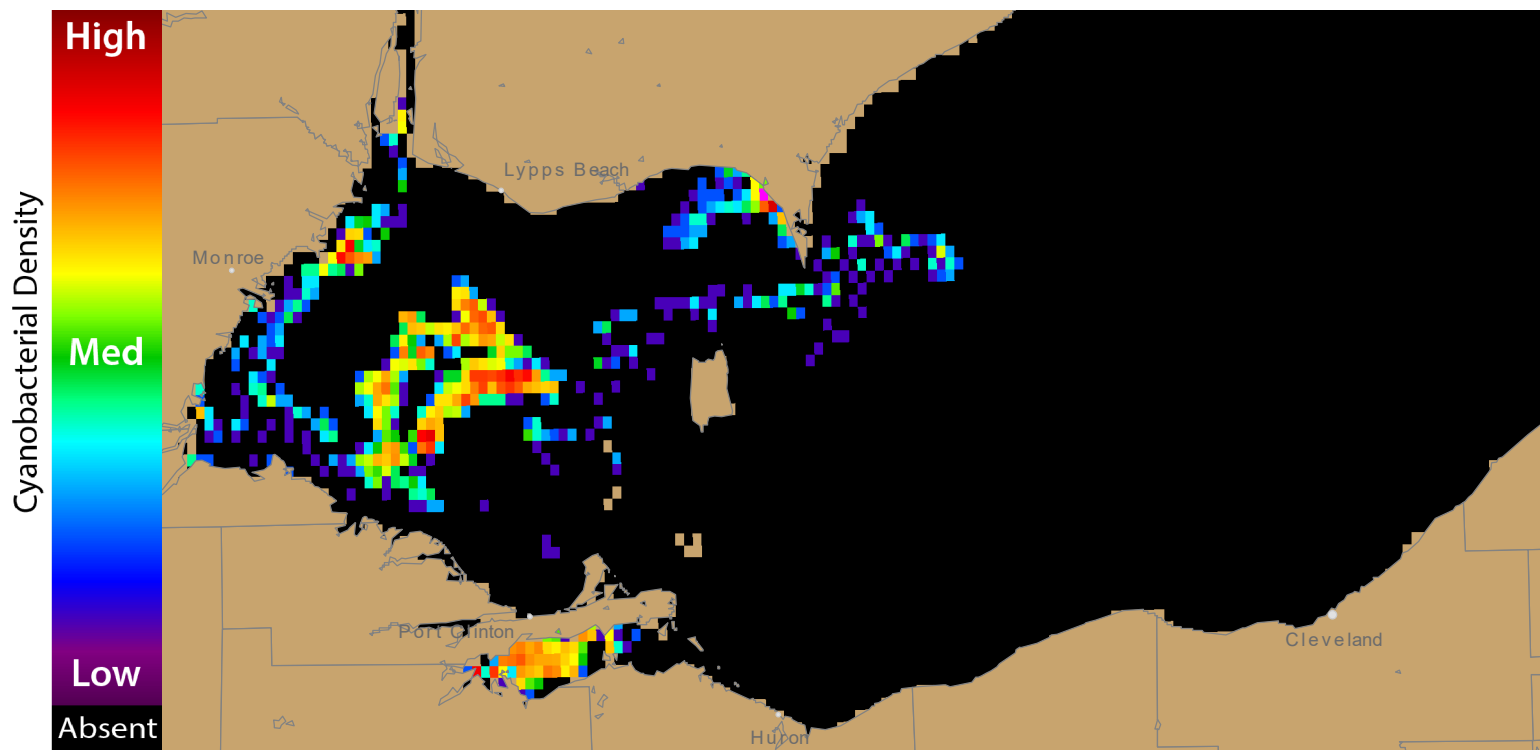 High
Cyanobacterial Density
Med
Low
Absent
Lypps Beach
Monroe
Port Clinton
Cleveland
Huron